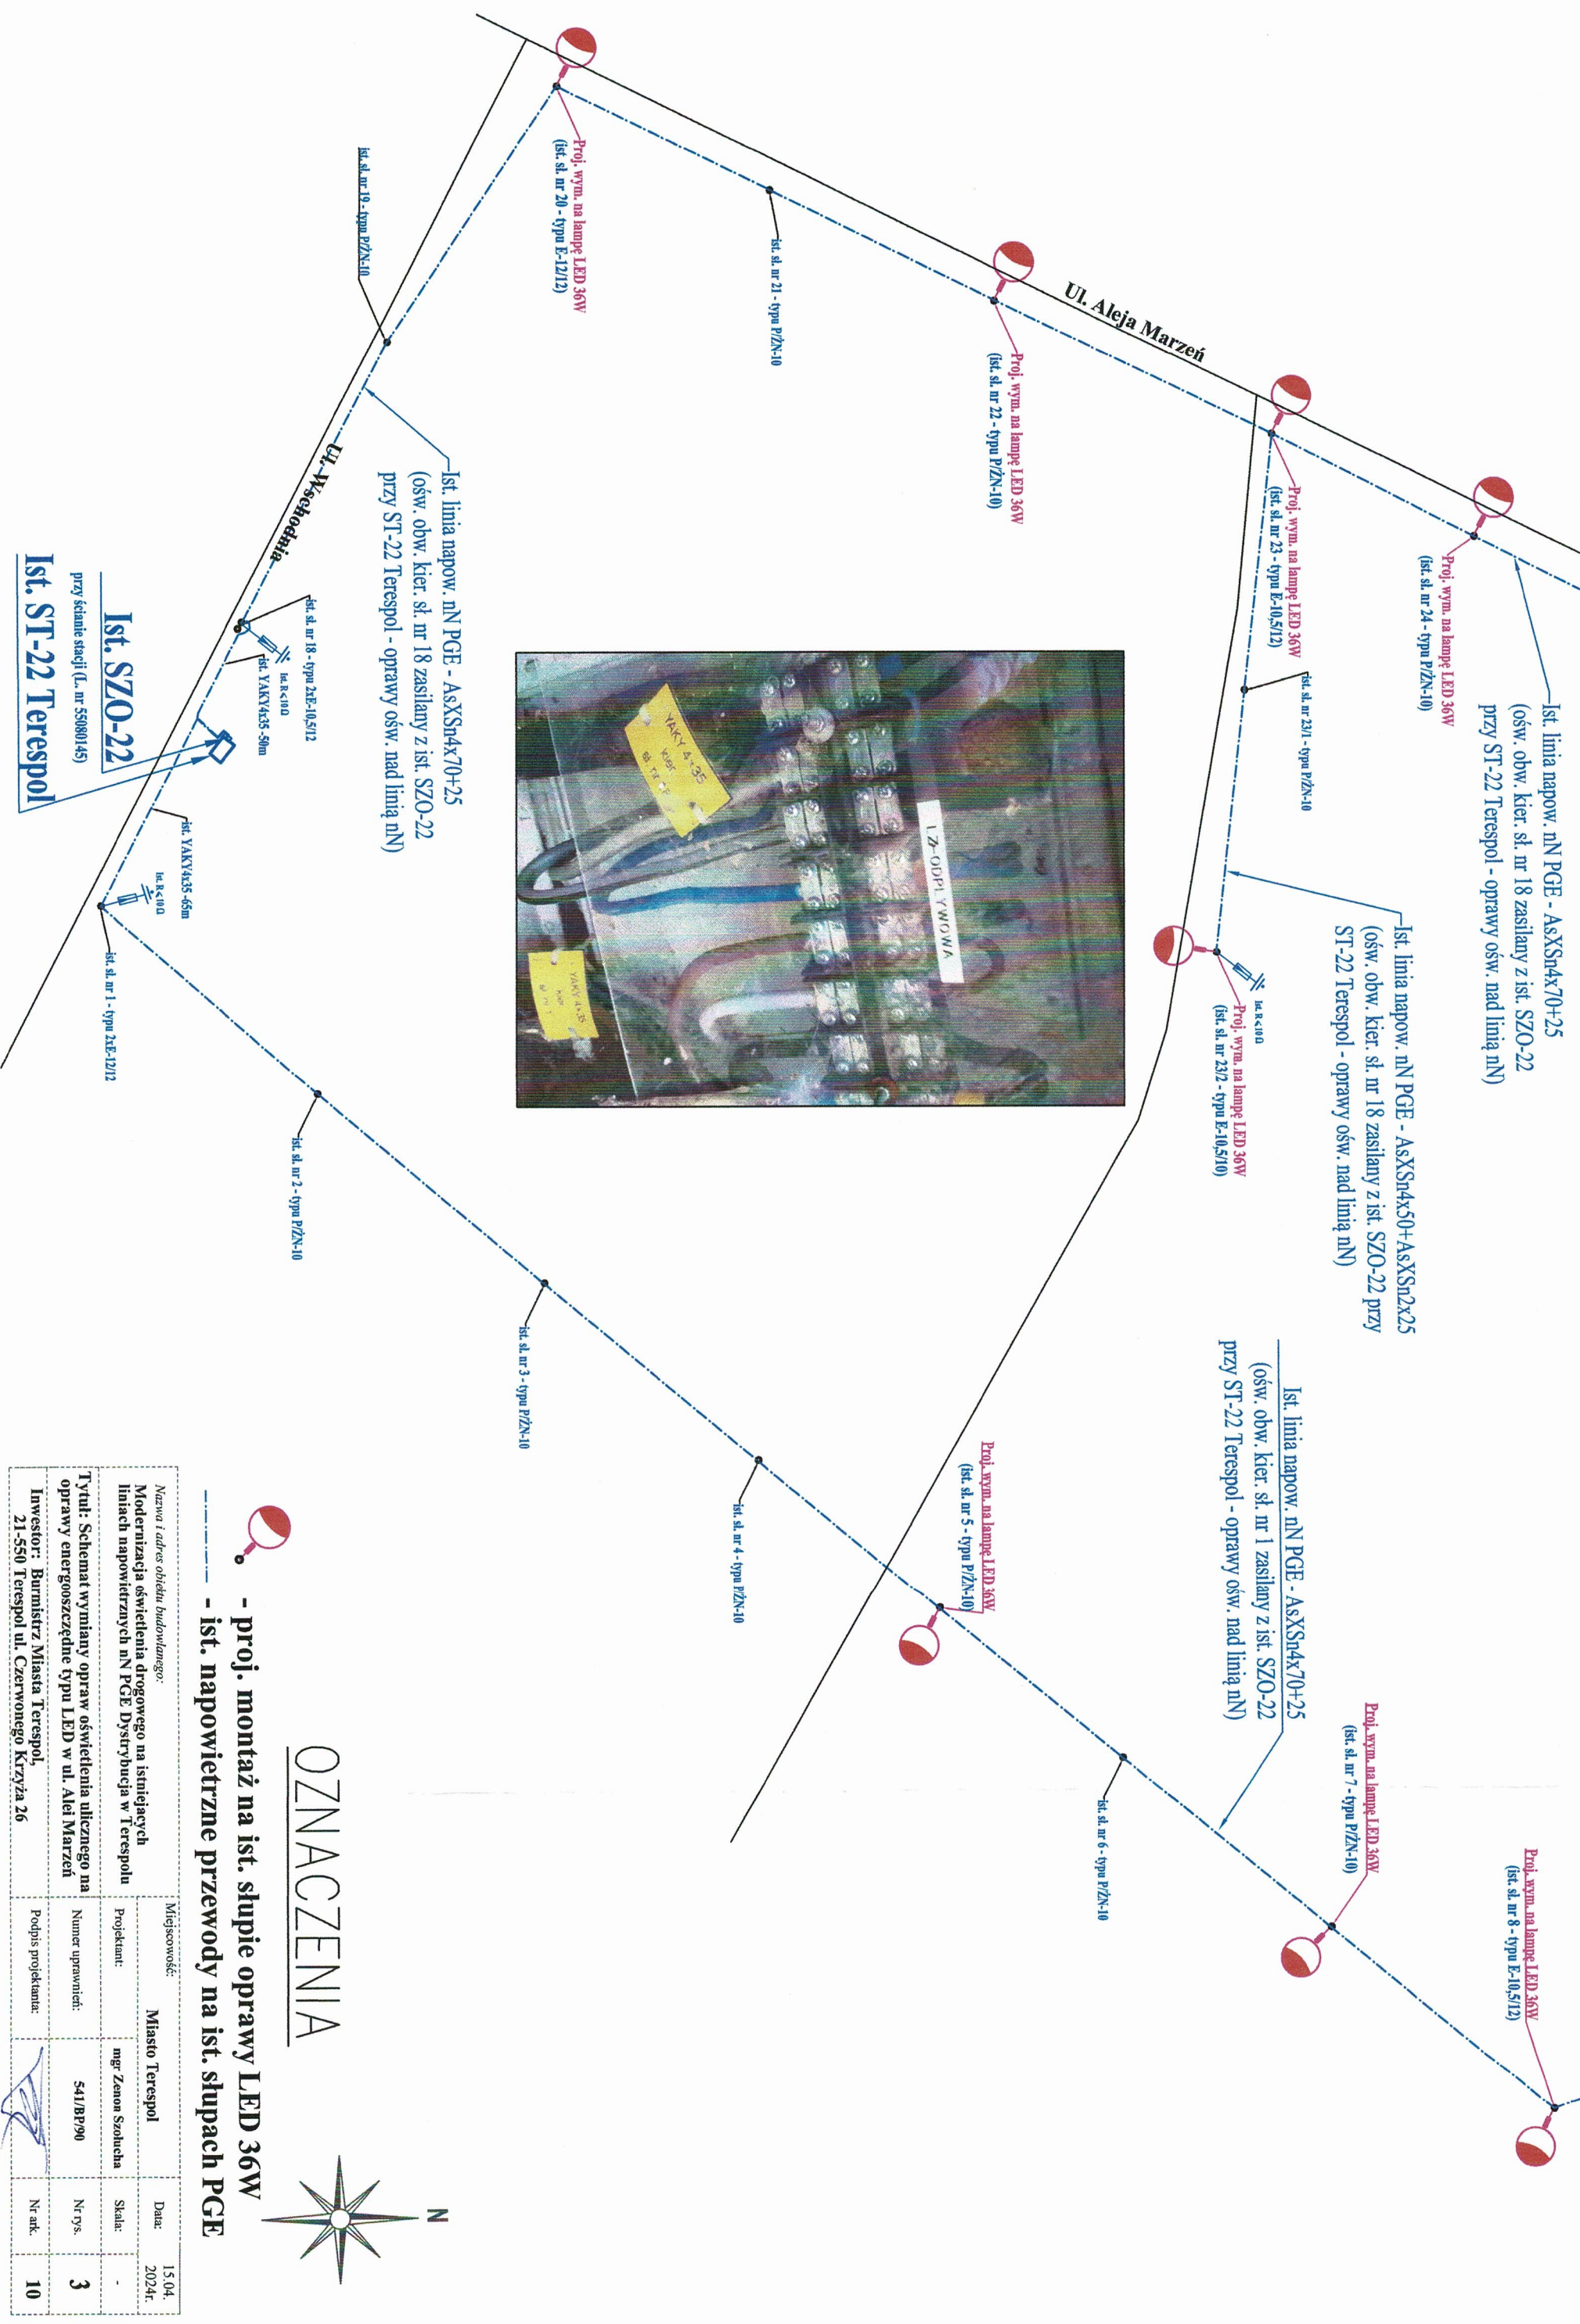 Ist. linia napow. nN PGE - AsXSn4x70+25
(ośw. obw. kier. sł. nr 18 zasilany z ist. SZO-22
przy ST-22 Terespol - oprawy ośw. nad linią nN)
Proj. wym. na lampę LED 36W
(ist. sł. nr 24 - typu P/ŻN-10)
Ist. linia napow. nN PGE - AsXSn4x50+AsXSn2x25
(ośw. obw. kier. sł. nr 18 zasilany z ist. SZO-22 przy
ST-22 Terespol - oprawy ośw. nad linią nN)
Proj. wym. na lampę LED 36W
(ist. sł. nr 8 - typu E-10,5/12)
Proj. wym. na lampę LED 36W
(ist. sł. nr 7 - typu P/ŻN-10)
Proj. wym. na lampę LED 36W
(ist. sł. nr 23 - typu E-10,5/12)
ist. sł. nr 23/1 - typu P/ŻN-10
Ist. R≤10Ω
Proj. wym. na lampę LED 36W
(ist. sł. nr 23/2 - typu E-10,5/10)
Ist. linia napow. nN PGE - AsXSn4x70+25
(ośw. obw. kier. sł. nr 1 zasilany z ist. SZO-22
przy ST-22 Terespol - oprawy ośw. nad linią nN)
Ul. Aleja Marzeń
ist. sł. nr 6 - typu P/ŻN-10
Proj. wym. na lampę LED 36W
(ist. sł. nr 22 - typu P/ŻN-10)
Proj. wym. na lampę LED 36W
(ist. sł. nr 5 - typu P/ŻN-10)
LZ-ODPŁYWOWA
YAKY 4x35
kier
YAKY 4x35
kier
ist. sł. nr 21 - typu P/ŻN-10
ist. sł. nr 4 - typu P/ŻN-10
Proj. wym. na lampę LED 36W
(ist. sł. nr 20 - typu E-12/12)
ist. sł. nr 3 - typu P/ŻN-10
Ist. linia napow. nN PGE - AsXSn4x70+25
(ośw. obw. kier. sł. nr 18 zasilany z ist. SZO-22
przy ST-22 Terespol - oprawy ośw. nad linią nN)
ist. sł. nr 19 - typu P/ŻN-10
Ul. Wschodnia
ist. sł. nr 18 - typu 2xE-10,5/12
Ist. R≤10Ω
ist. YAKY4x35 -50m
ist. sł. nr 2 - typu P/ŻN-10
ist. YAKY4x35 -65m
Ist. R≤10Ω
ist. sł. nr 1 - typu 2xE-12/12
Ist. SZO-22
przy ścianie stacji (L. nr 55080145)
Ist. ST-22 Terespol
N
OZNACZENIA
- proj. montaż na ist. słupie oprawy LED 36W
- ist. napowietrzne przewody na ist. słupach PGE
Nazwa i adres obiektu budowlanego:
Modernizacja oświetlenia drogowego na istniejących
liniach napowietrznych nN PGE Dystrybucja w Terespolu
Miejscowość: Miasto Terespol
Data: 15.04.
2024r.
Projektant: mgr Zenon Szołucha
Skala: -
Tytuł: Schemat wymiany opraw oświetlenia ulicznego na
oprawy energooszczędne typu LED w ul. Alei Marzeń
Numer uprawnień: 541/BP/90
Nr rys. 3
Inwestor: Burmistrz Miasta Terespol,
21-550 Terespol ul. Czerwonego Krzyża 26
Podpis projektanta:
Nr ark. 10